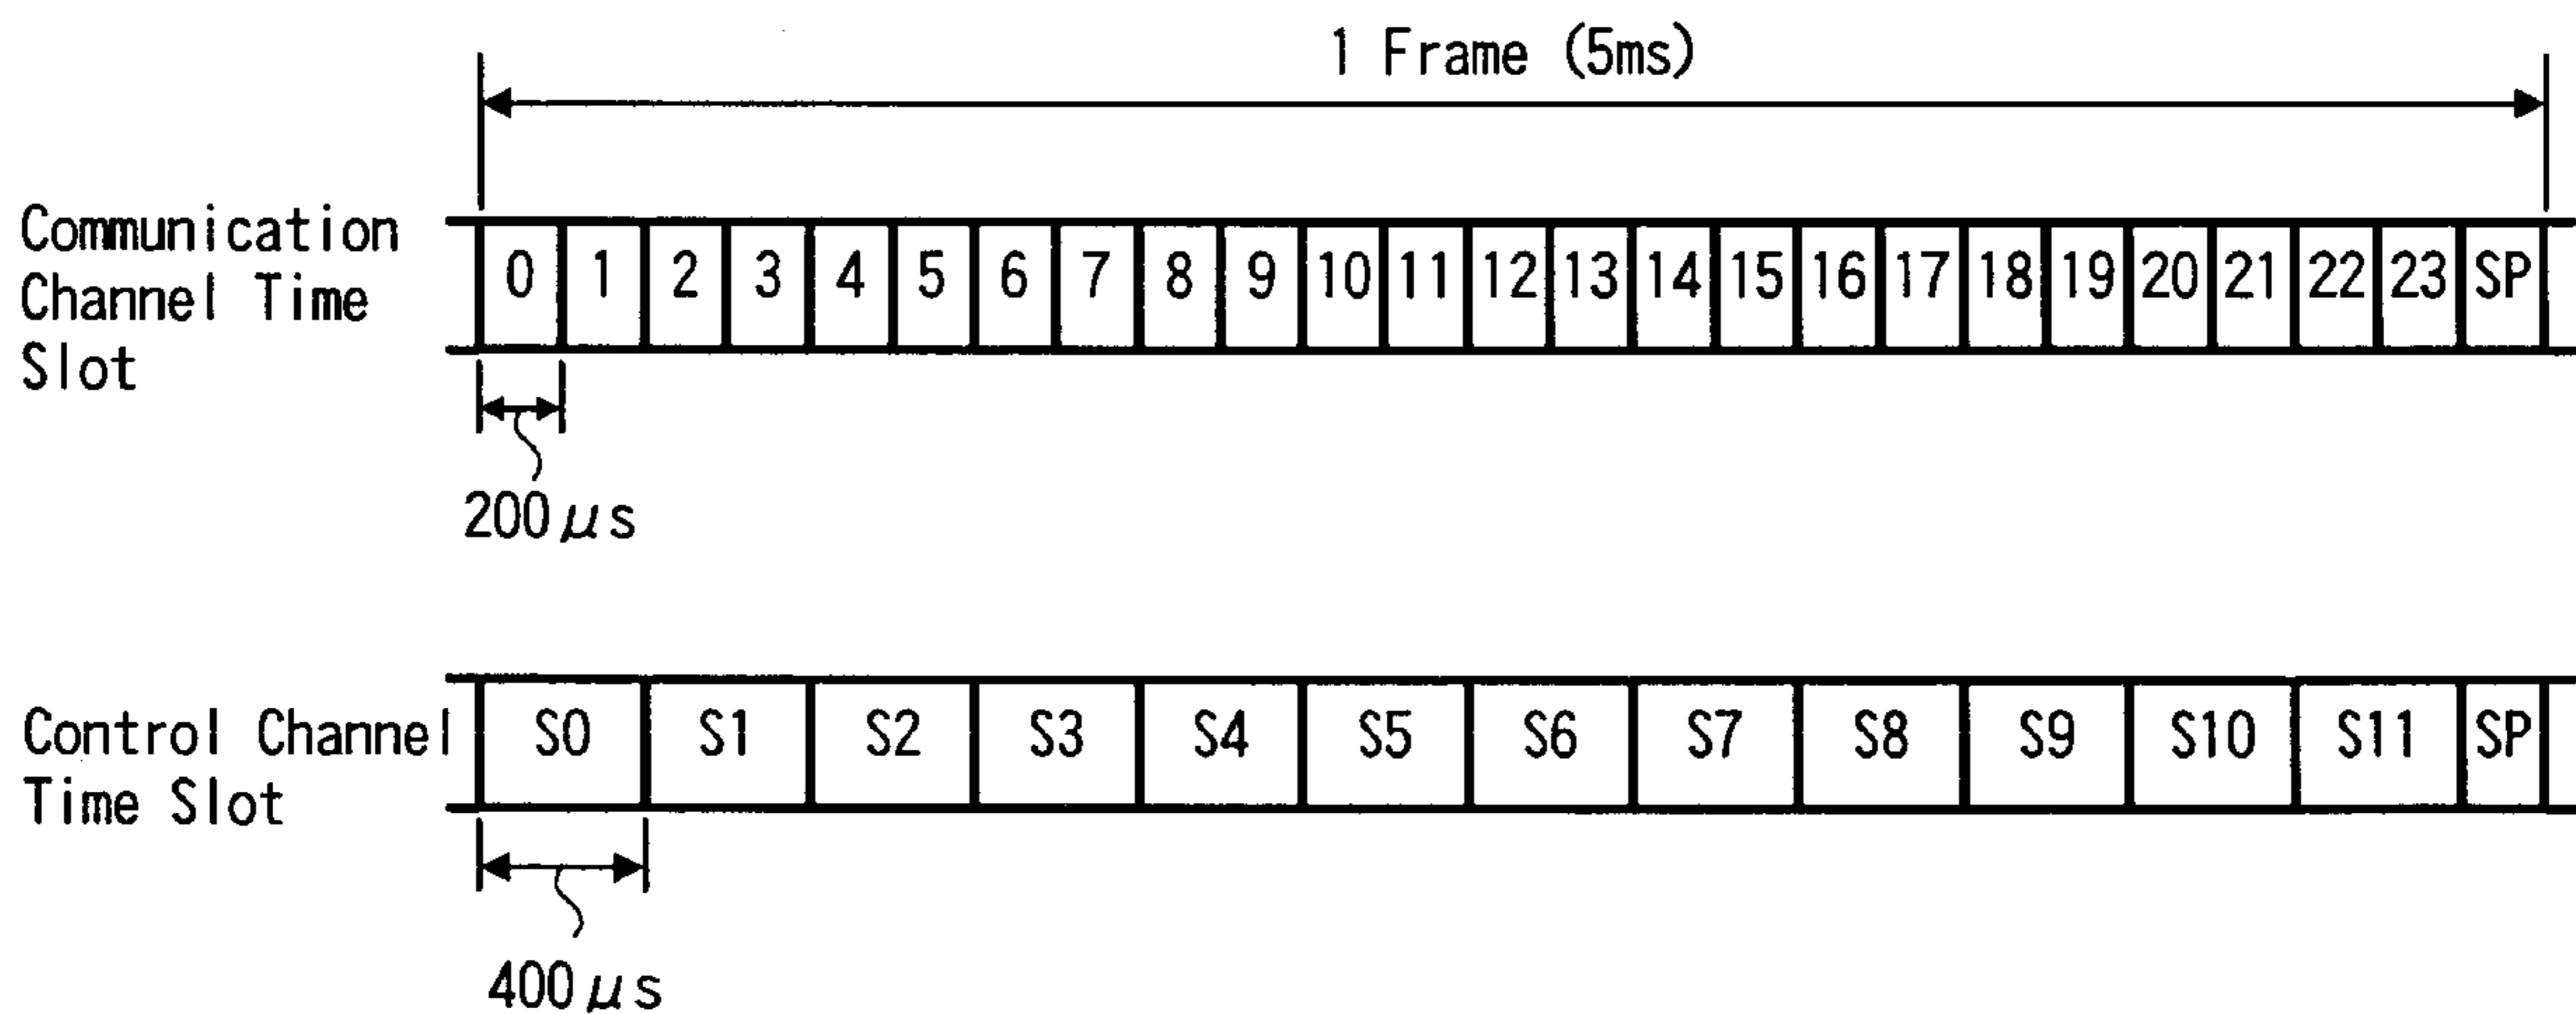 1 Frame (5ms)
Communication
Channel Time
Slot
0 1 2 3 4 5 6 7 8 9 10 11 12 13 14 15 16 17 18 19 20 21 22 23 SP
200μs
Control Channel
Time Slot
S0 S1 S2 S3 S4 S5 S6 S7 S8 S9 S10 S11 SP
400μs